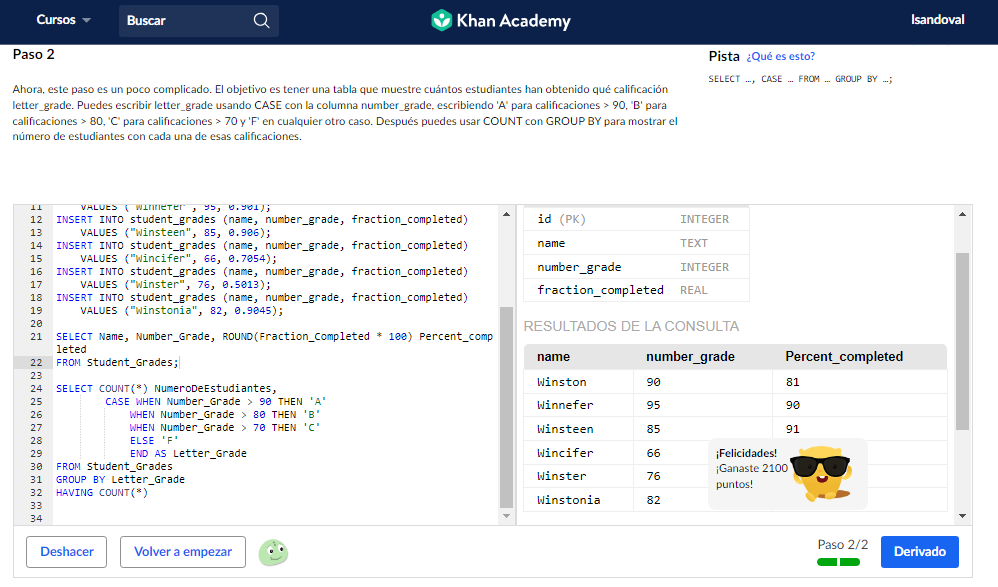 Cursos
Buscar
Khan Academy
lsandoval
Paso 2
Ahora, este paso es un poco complicado. El objetivo es tener una tabla que muestre cuántos estudiantes han obtenido qué calificación
letter_grade. Puedes escribir letter_grade usando CASE con la columna number_grade, escribiendo 'A' para calificaciones > 90, 'B' para
calificaciones > 80, 'C' para calificaciones > 70 y 'F' en cualquier otro caso. Después puedes usar COUNT con GROUP BY para mostrar el
número de estudiantes con cada una de esas calificaciones.
Pista ¿Qué es esto?
SELECT …, CASE … FROM … GROUP BY …;
11 VALUES ("Winnefer", 95, 0.901);
12 INSERT INTO student_grades (name, number_grade, fraction_completed)
13 VALUES ("Winsteen", 85, 0.906);
14 INSERT INTO student_grades (name, number_grade, fraction_completed)
15 VALUES ("Wincifer", 66, 0.7054);
16 INSERT INTO student_grades (name, number_grade, fraction_completed)
17 VALUES ("Winster", 76, 0.5013);
18 INSERT INTO student_grades (name, number_grade, fraction_completed)
19 VALUES ("Winstonia", 82, 0.9045);
20
21 SELECT Name, Number_Grade, ROUND(Fraction_Completed * 100) Percent_comp
leted
22 FROM Student_Grades;
23
24 SELECT COUNT(*) NumeroDeEstudiantes,
25 CASE WHEN Number_Grade > 90 THEN 'A'
26 WHEN Number_Grade > 80 THEN 'B'
27 WHEN Number_Grade > 70 THEN 'C'
28 ELSE 'F'
29 END AS Letter_Grade
30 FROM Student_Grades
31 GROUP BY Letter_Grade
32 HAVING COUNT(*)
33
34
id (PK) INTEGER
name TEXT
number_grade INTEGER
fraction_completed REAL
RESULTADOS DE LA CONSULTA
name number_grade Percent_completed
Winston 90 81
Winnefer 95 90
Winsteen 85 91
Wincifer 66
Winster 76
Winstonia 82
¡Felicidades!
¡Ganaste 2100
puntos!
Deshacer
Volver a empezar
Paso 2/2
Derivado